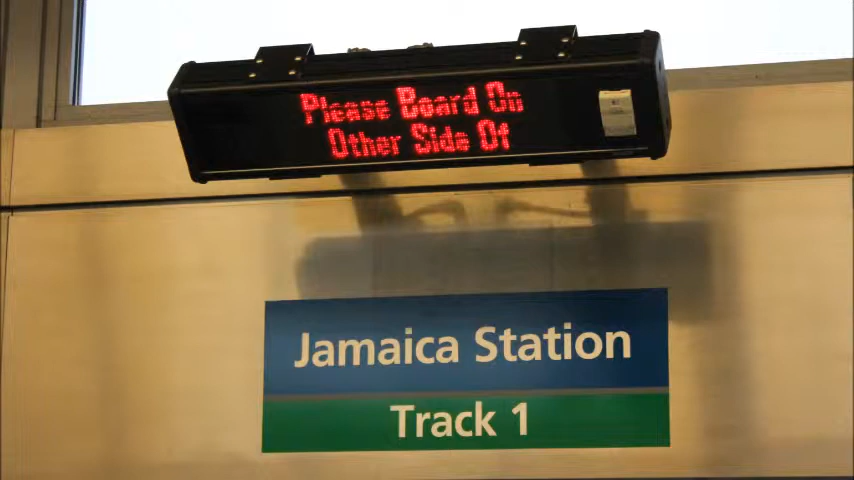 Please Board On
Other Side Of
Jamaica Station
Track 1